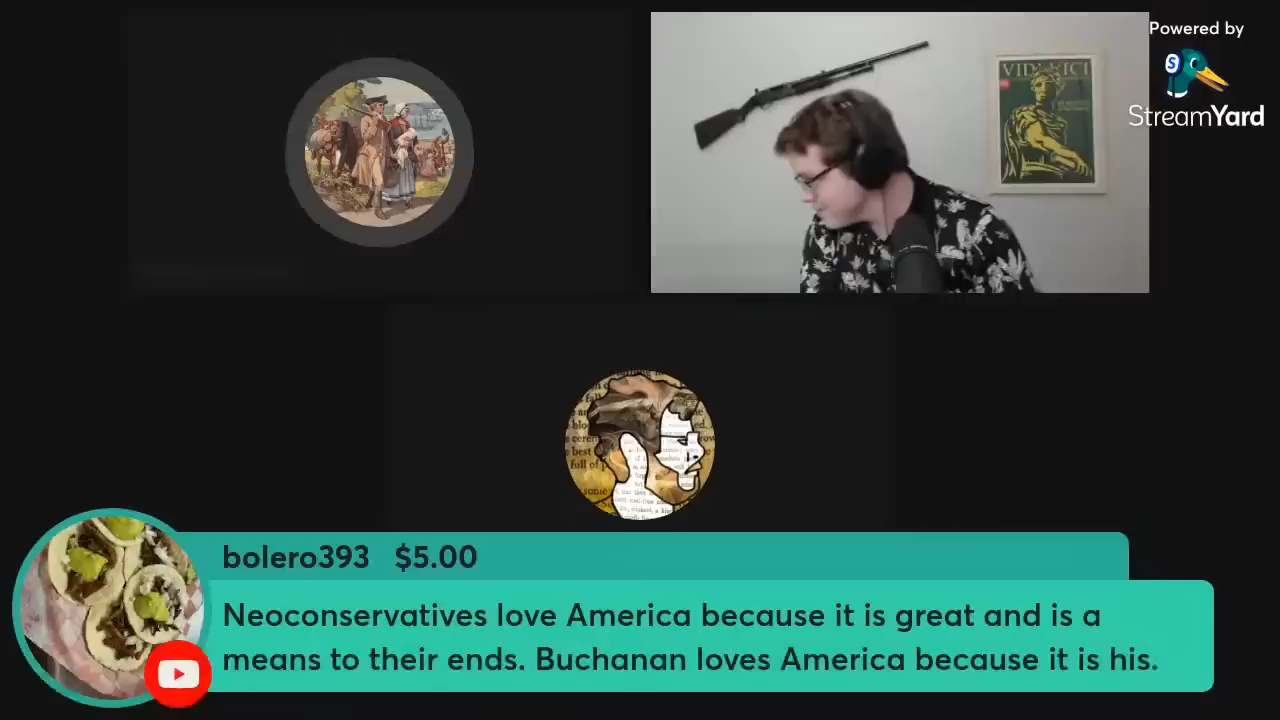 Powered by
StreamYard
VIDI VICI
bolero393 $5.00
Neoconservatives love America because it is great and is a
means to their ends. Buchanan loves America because it is his.